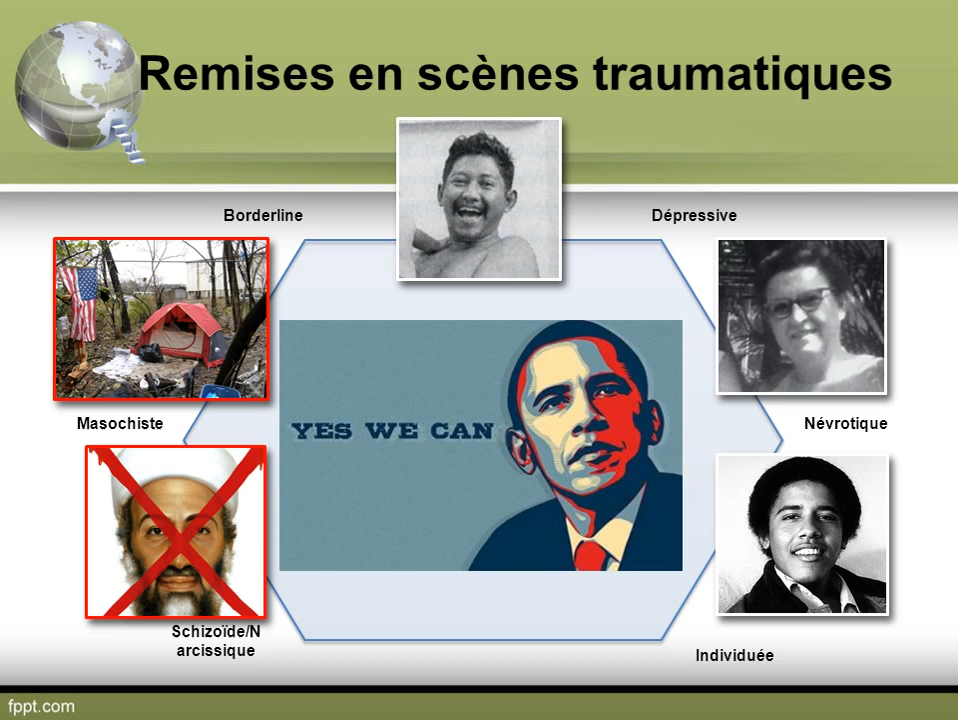 Remises en scènes traumatiques
Borderline
Dépressive
YES WE CAN
Masochiste
Névrotique
Schizoïde/N
arcissique
Individuée
fppt.com